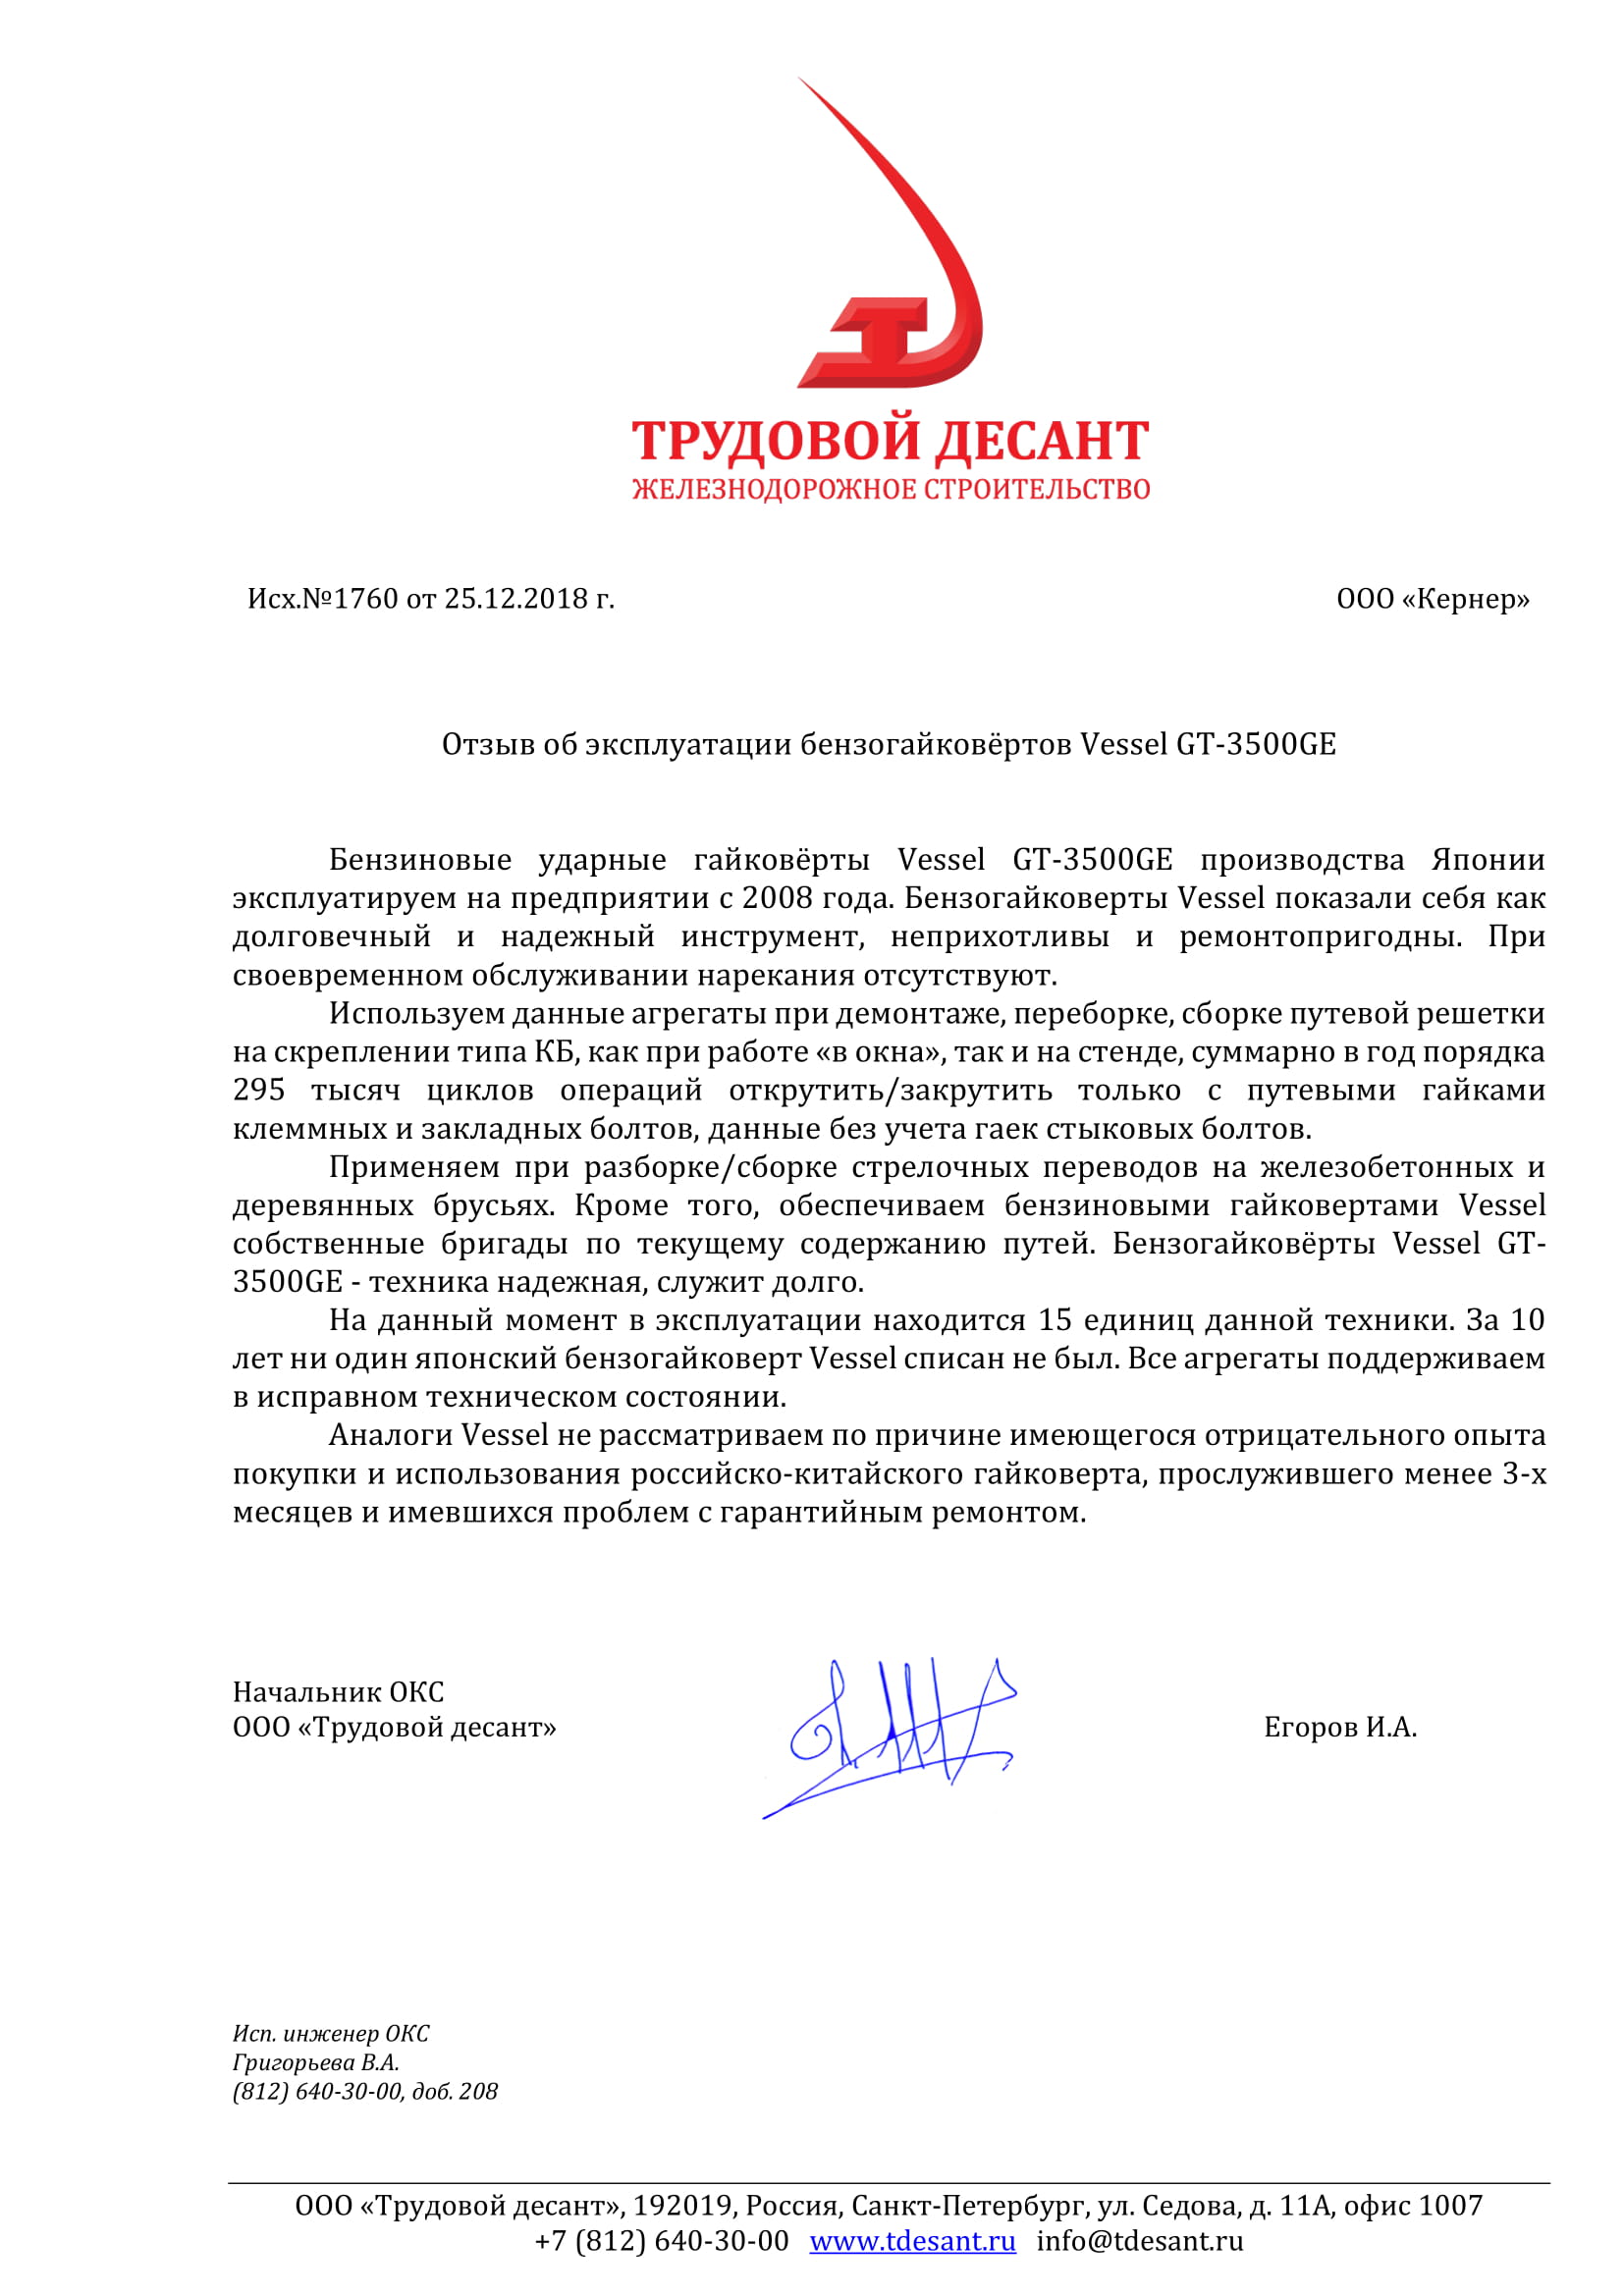 ТРУДОВОЙ ДЕСАНТ
ЖЕЛЕЗНОДОРОЖНОЕ СТРОИТЕЛЬСТВО
Исх.№1760 от 25.12.2018 г. ООО «Кернер»
Отзыв об эксплуатации бензогайковёртов Vessel GT-3500GE
Бензиновые ударные гайковёрты Vessel GT-3500GE производства Японии
эксплуатируем на предприятии с 2008 года. Бензогайковерты Vessel показали себя как
долговечный и надежный инструмент, неприхотливы и ремонтопригодны. При
своевременном обслуживании нарекания отсутствуют.
Используем данные агрегаты при демонтаже, переборке, сборке путевой решетки
на скреплении типа КБ, как при работе «в окна», так и на стенде, суммарно в год порядка
295 тысяч циклов операций открутить/закрутить только с путевыми гайками
клеммных и закладных болтов, данные без учета гаек стыковых болтов.
Применяем при разборке/сборке стрелочных переводов на железобетонных и
деревянных брусьях. Кроме того, обеспечиваем бензиновыми гайковертами Vessel
собственные бригады по текущему содержанию путей. Бензогайковёрты Vessel GT-
3500GE - техника надежная, служит долго.
На данный момент в эксплуатации находится 15 единиц данной техники. За 10
лет ни один японский бензогайковерт Vessel списан не был. Все агрегаты поддерживаем
в исправном техническом состоянии.
Аналоги Vessel не рассматриваем по причине имеющегося отрицательного опыта
покупки и использования российско-китайского гайковерта, прослужившего менее 3-х
месяцев и имевшихся проблем с гарантийным ремонтом.
Начальник ОКС
ООО «Трудовой десант» Егоров И.А.
Исп. инженер ОКС
Григорьева В.А.
(812) 640-30-00, доб. 208
ООО «Трудовой десант», 192019, Россия, Санкт-Петербург, ул. Седова, д. 11А, офис 1007
+7 (812) 640-30-00 www.tdesant.ru info@tdesant.ru